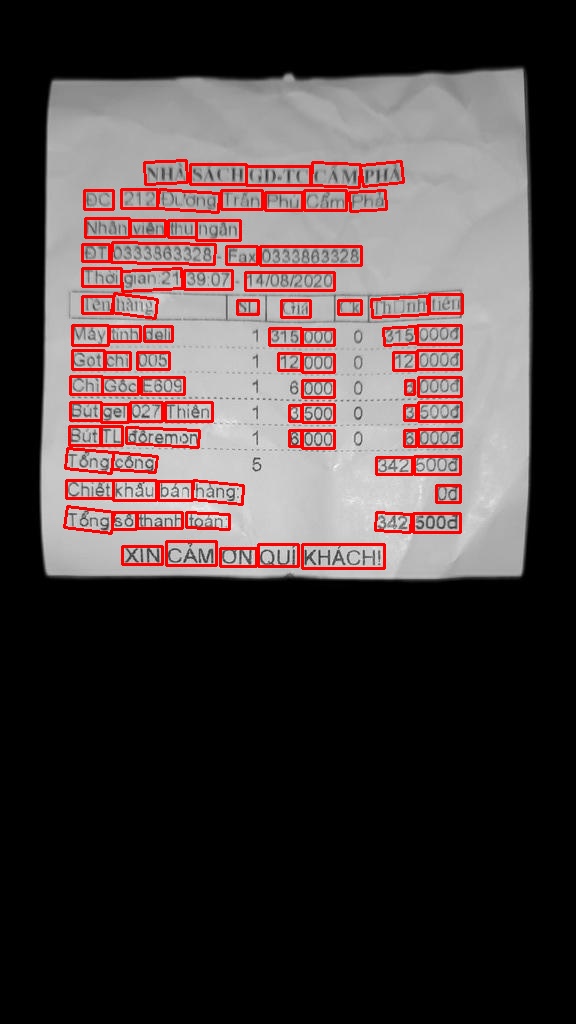 NHÀ SÁCH GD-TC CẨM PHẢ
ĐC 212 Đường Trần Phú Cẩm Phả
Nhân viên thu ngân
ĐT 0333863328 - Fax 0333863328
Thời gian:21:39:07 - 14/08/2020
Tên hàng SL Giá Ck Thành tiền
Máy tính deli 1 315,000 0 315,000đ
Gọt chì 005 1 12,000 0 12,000đ
Chì Gôc E609 1 6,000 0 6,000đ
Bút gel 027 Thiên 1 3,500 0 3,500đ
Bút TL đôremon 1 6,000 0 6,000đ
Tổng cộng 5 342,500đ
Chiết khấu bán hàng: 0đ
Tổng số thanh toán: 342,500đ
XIN CẢM ƠN QUÍ KHÁCH!